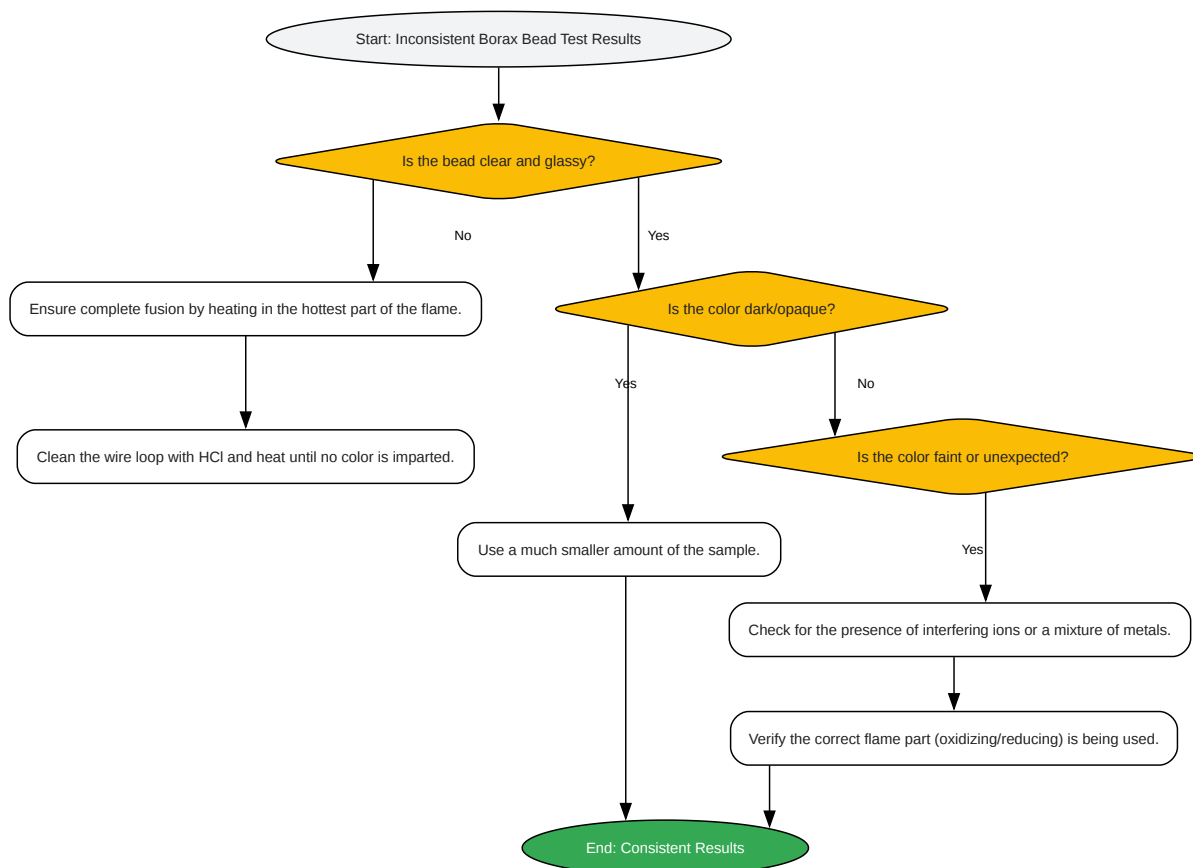 Start: Inconsistent Borax Bead Test Results
Is the bead clear and glassy?
No
Yes
Ensure complete fusion by heating in the hottest part of the flame.
Is the color dark/opaque?
Yes
No
Clean the wire loop with HCl and heat until no color is imparted.
Is the color faint or unexpected?
Use a much smaller amount of the sample.
Yes
Check for the presence of interfering ions or a mixture of metals.
Verify the correct flame part (oxidizing/reducing) is being used.
End: Consistent Results